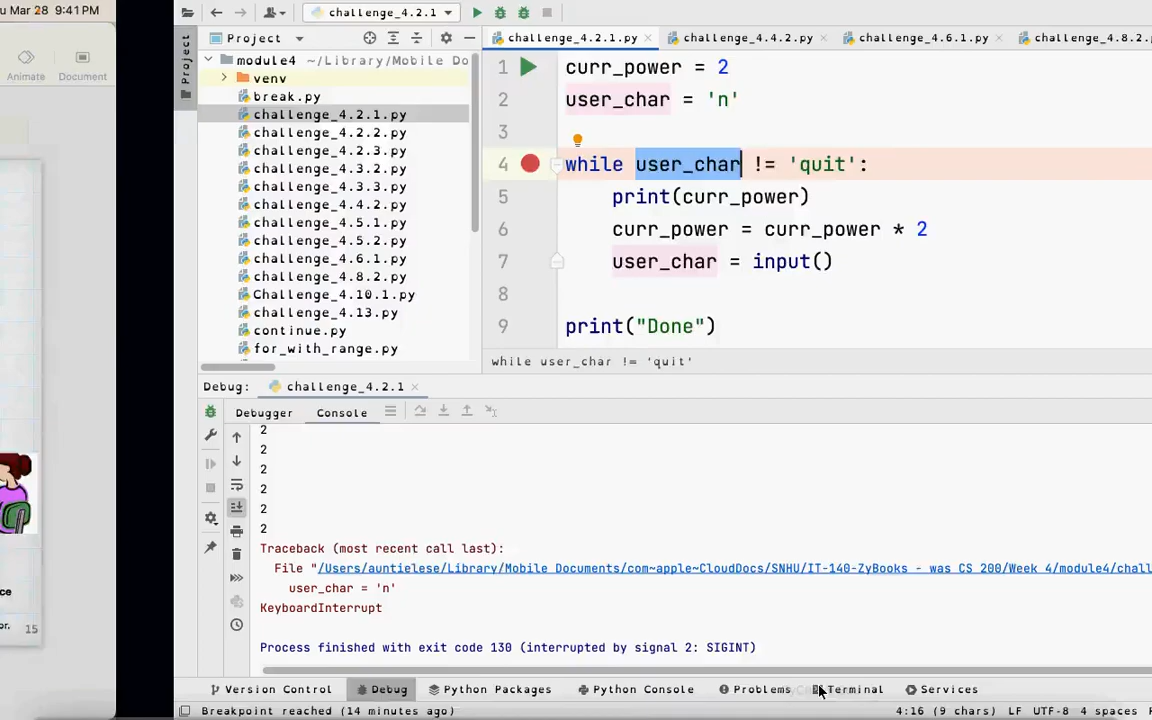 u Mar 28 9:41 PM
Animate
Document
ce
or.
15
challenge_4.2.1
Project
Project
module4 ~/Library/Mobile Do
venv
break.py
challenge_4.2.1.py
challenge_4.2.2.py
challenge_4.2.3.py
challenge_4.3.2.py
challenge_4.3.3.py
challenge_4.4.2.py
challenge_4.5.1.py
challenge_4.5.2.py
challenge_4.6.1.py
challenge_4.8.2.py
Challenge_4.10.1.py
challenge_4.13.py
continue.py
for_with_range.py
challenge_4.2.1.py
challenge_4.4.2.py
challenge_4.6.1.py
challenge_4.8.2.
1 curr_power = 2
2 user_char = 'n'
3
4 while user_char != 'quit':
5 print(curr_power)
6 curr_power = curr_power * 2
7 user_char = input()
8
9 print("Done")
while user_char != 'quit'
Debug: challenge_4.2.1
Debugger Console
2
2
2
2
2
2
Traceback (most recent call last):
File "/Users/auntielese/Library/Mobile Documents/com~apple~CloudDocs/SNHU/IT-140-ZyBooks - was CS 200/Week 4/module4/chall
user_char = 'n'
KeyboardInterrupt
Process finished with exit code 130 (interrupted by signal 2: SIGINT)
Version Control Debug Python Packages Python Console Problems Terminal Services
Breakpoint reached (14 minutes ago) 4:16 (9 chars) LF UTF-8 4 spaces